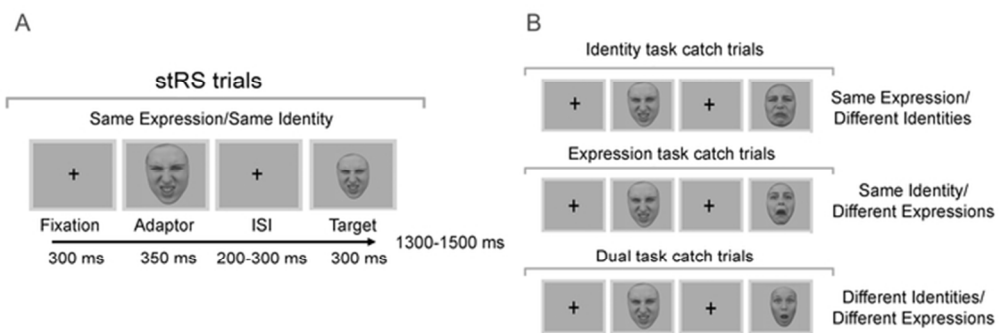 A
stRS trials
Same Expression/Same Identity
Fixation Adaptor ISI Target
300 ms 350 ms 200-300 ms 300 ms 1300-1500 ms
B
Identity task catch trials
Same Expression/
Different Identities
Expression task catch trials
Same Identity/
Different Expressions
Dual task catch trials
Different Identities/
Different Expressions